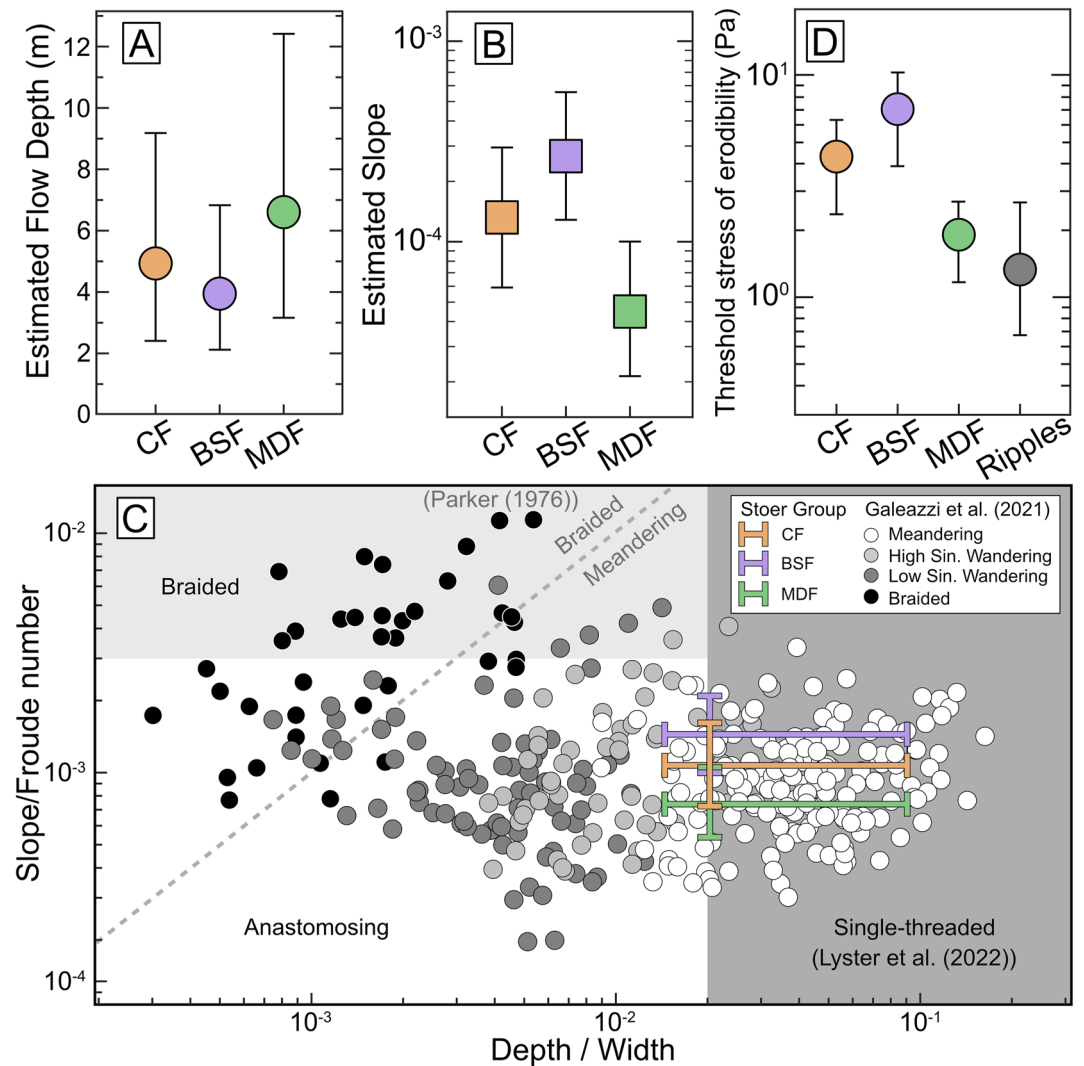 A
Estimated Flow Depth (m)
12
10
8
6
4
2
0
CF
BSF
MDF
B
Estimated Slope
10-3
10-4
CF
BSF
MDF
D
Threshold stress of erodibility (Pa)
10¹
10⁰
CF
BSF
MDF
Ripples
C
Slope/Froude number
10-2
10-3
10-4
(Parker (1976))
Braided
Meandering
Braided
Anastomosing
Stoer Group
CF
BSF
MDF
Galeazzi et al. (2021)
Meandering
High Sin. Wandering
Low Sin. Wandering
Braided
Single-threaded
(Lyster et al. (2022))
10-3
10-2
10-1
Depth / Width